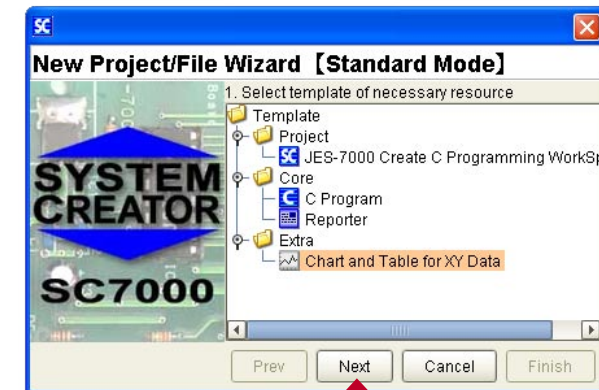 SC
New Project/File Wizard【Standard Mode】
1. Select template of necessary resource
Template
Project
SC JES-7000 Create C Programming WorkSp
Core
C C Program
Reporter
Extra
Chart and Table for XY Data
SYSTEM
CREATOR
SC7000
Prev Next Cancel Finish